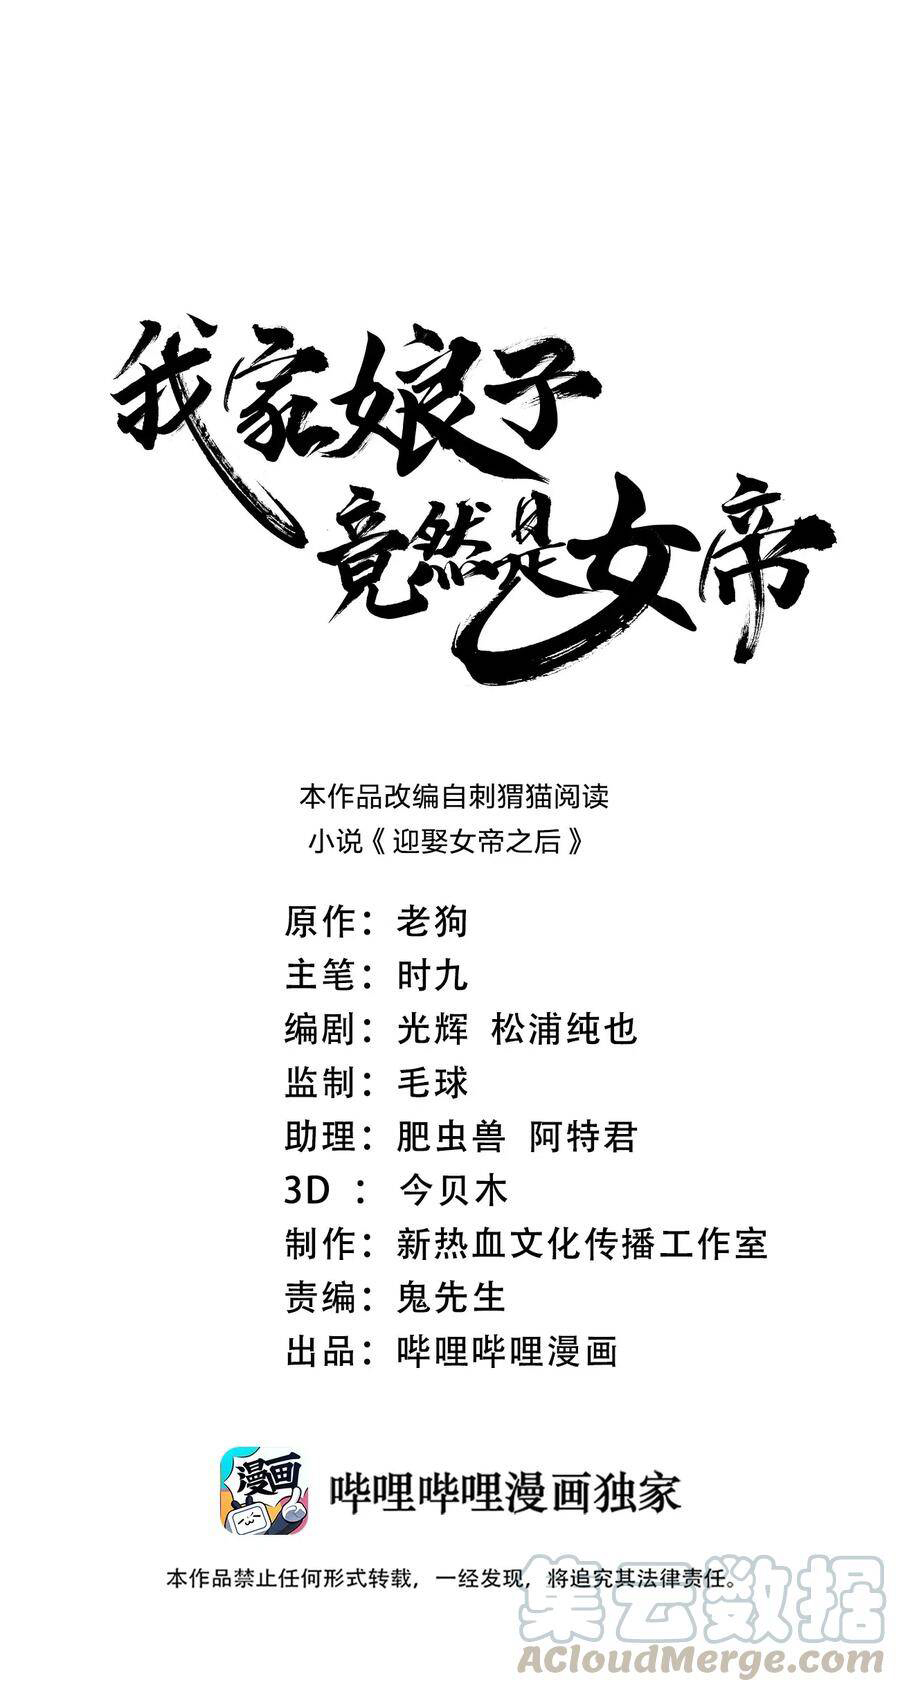 我家娘子
竟然是女帝
本作品改编自刺猬猫阅读
小说《迎娶女帝之后》
原作：老狗
主笔：时九
编剧：光辉 松浦纯也
监制：毛球
助理：肥虫兽 阿特君
3D ： 今贝木
制作：新热血文化传播工作室
责编：鬼先生
出品：哔哩哔哩漫画
漫画
哔哩哔哩漫画独家
本作品禁止任何形式转载，一经发现，将追究其法律责任。
集云数据
ACloudMerge.com